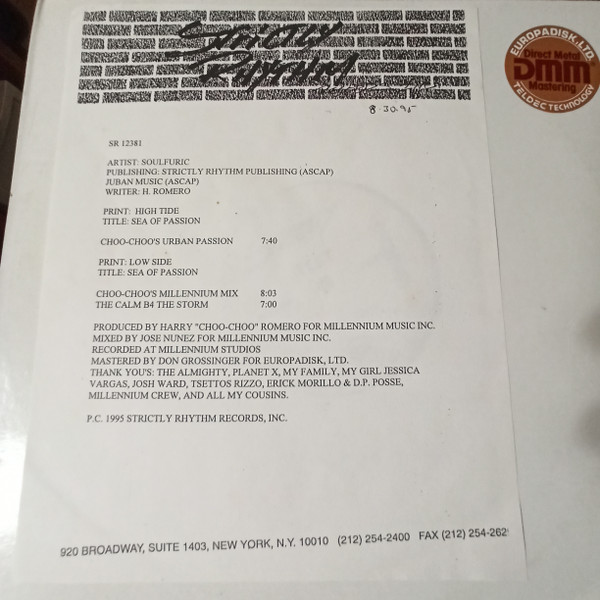 STRICTLY
RHYTHM
8.30.95
EUROPADISK, LTD.
Direct Metal
Dmm
Mastering
TELDEC TECHNOLOGY
SR 12381
ARTIST: SOULFURIC
PUBLISHING: STRICTLY RHYTHM PUBLISHING (ASCAP)
JUBAN MUSIC (ASCAP)
WRITER: H. ROMERO
PRINT: HIGH TIDE
TITLE: SEA OF PASSION
CHOO-CHOO'S URBAN PASSION 7:40
PRINT: LOW SIDE
TITLE: SEA OF PASSION
CHOO-CHOO'S MILLENNIUM MIX 8:03
THE CALM B4 THE STORM 7:00
PRODUCED BY HARRY "CHOO-CHOO" ROMERO FOR MILLENNIUM MUSIC INC.
MIXED BY JOSE NUNEZ FOR MILLENNIUM MUSIC INC.
RECORDED AT MILLENNIUM STUDIOS
MASTERED BY DON GROSSINGER FOR EUROPADISK, LTD.
THANK YOU'S: THE ALMIGHTY, PLANET X, MY FAMILY, MY GIRL JESSICA
VARGAS, JOSH WARD, TSETTOS RIZZO, ERICK MORILLO & D.P. POSSE,
MILLENNIUM CREW, AND ALL MY COUSINS.
P.C. 1995 STRICTLY RHYTHM RECORDS, INC.
920 BROADWAY, SUITE 1403, NEW YORK, N.Y. 10010 (212) 254-2400 FAX (212) 254-262